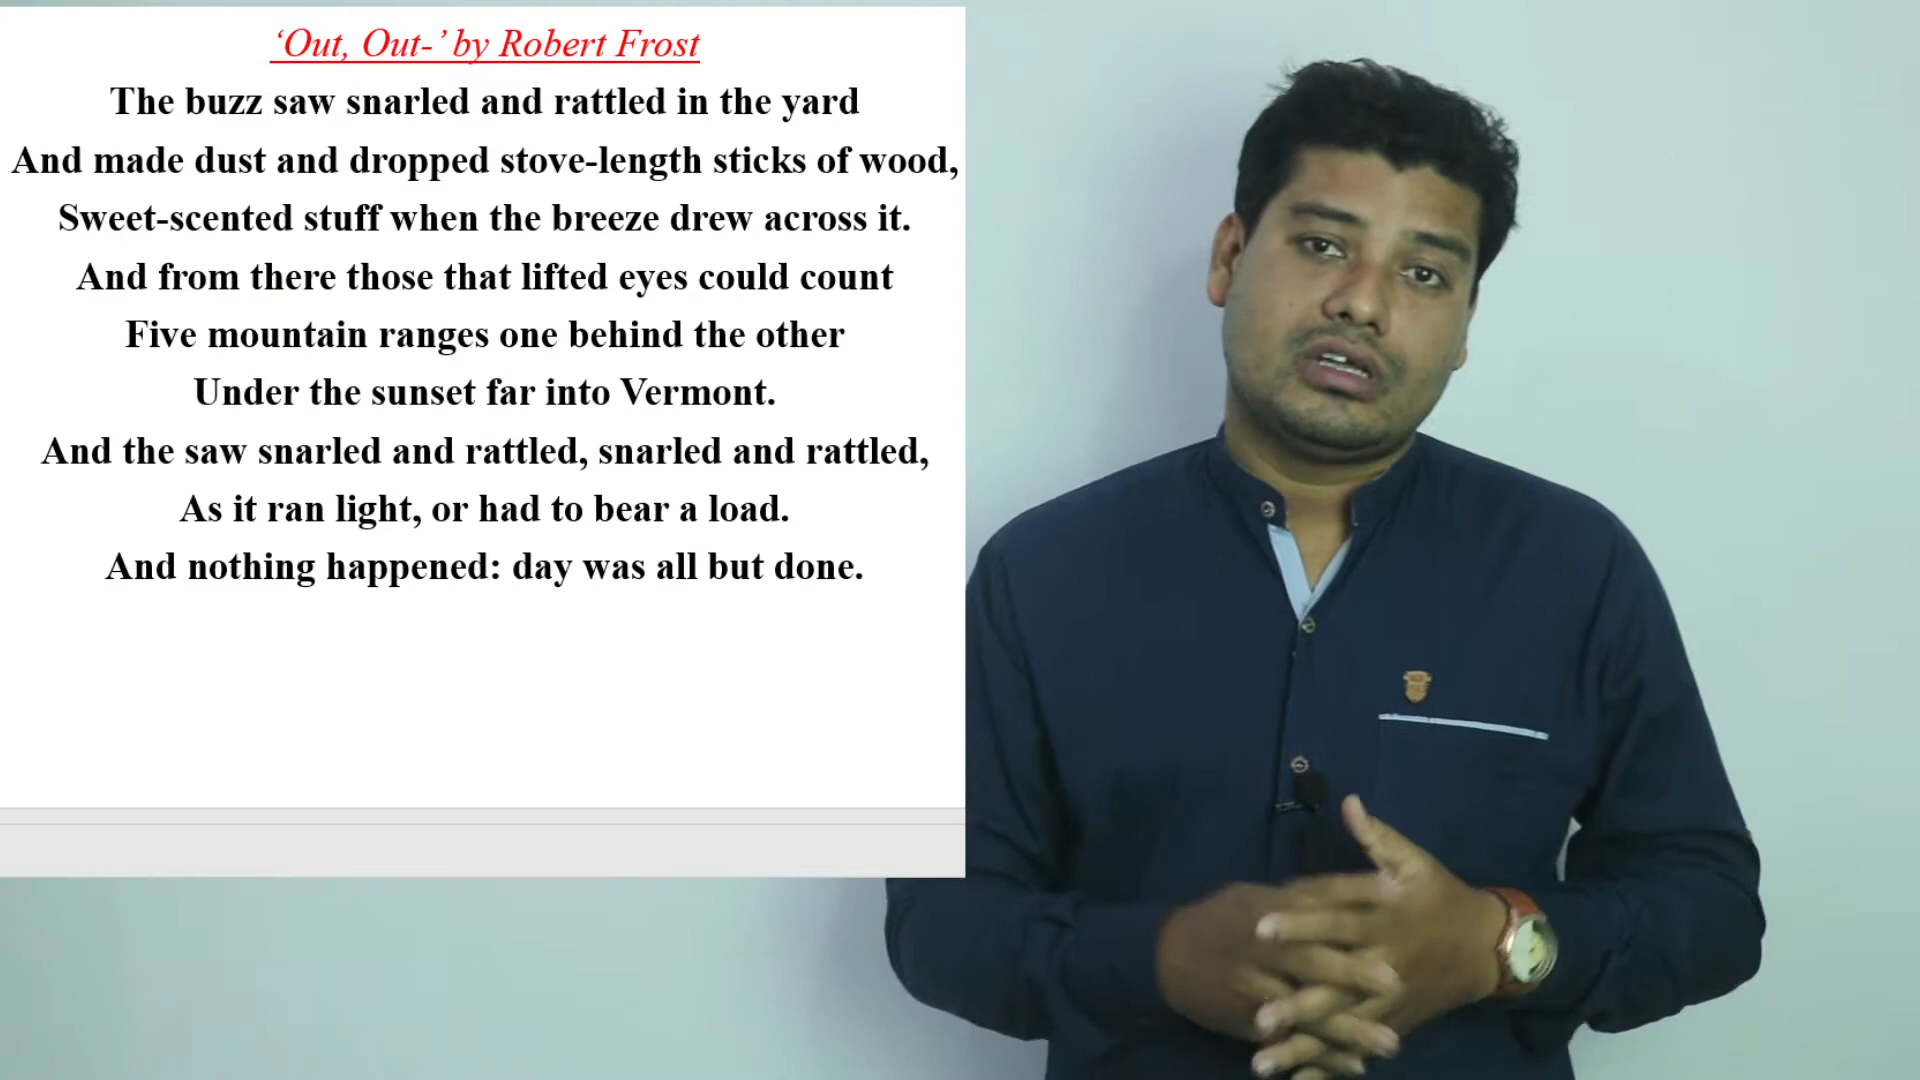 ‘Out, Out-’ by Robert Frost
The buzz saw snarled and rattled in the yard
And made dust and dropped stove-length sticks of wood,
Sweet-scented stuff when the breeze drew across it.
And from there those that lifted eyes could count
Five mountain ranges one behind the other
Under the sunset far into Vermont.
And the saw snarled and rattled, snarled and rattled,
As it ran light, or had to bear a load.
And nothing happened: day was all but done.